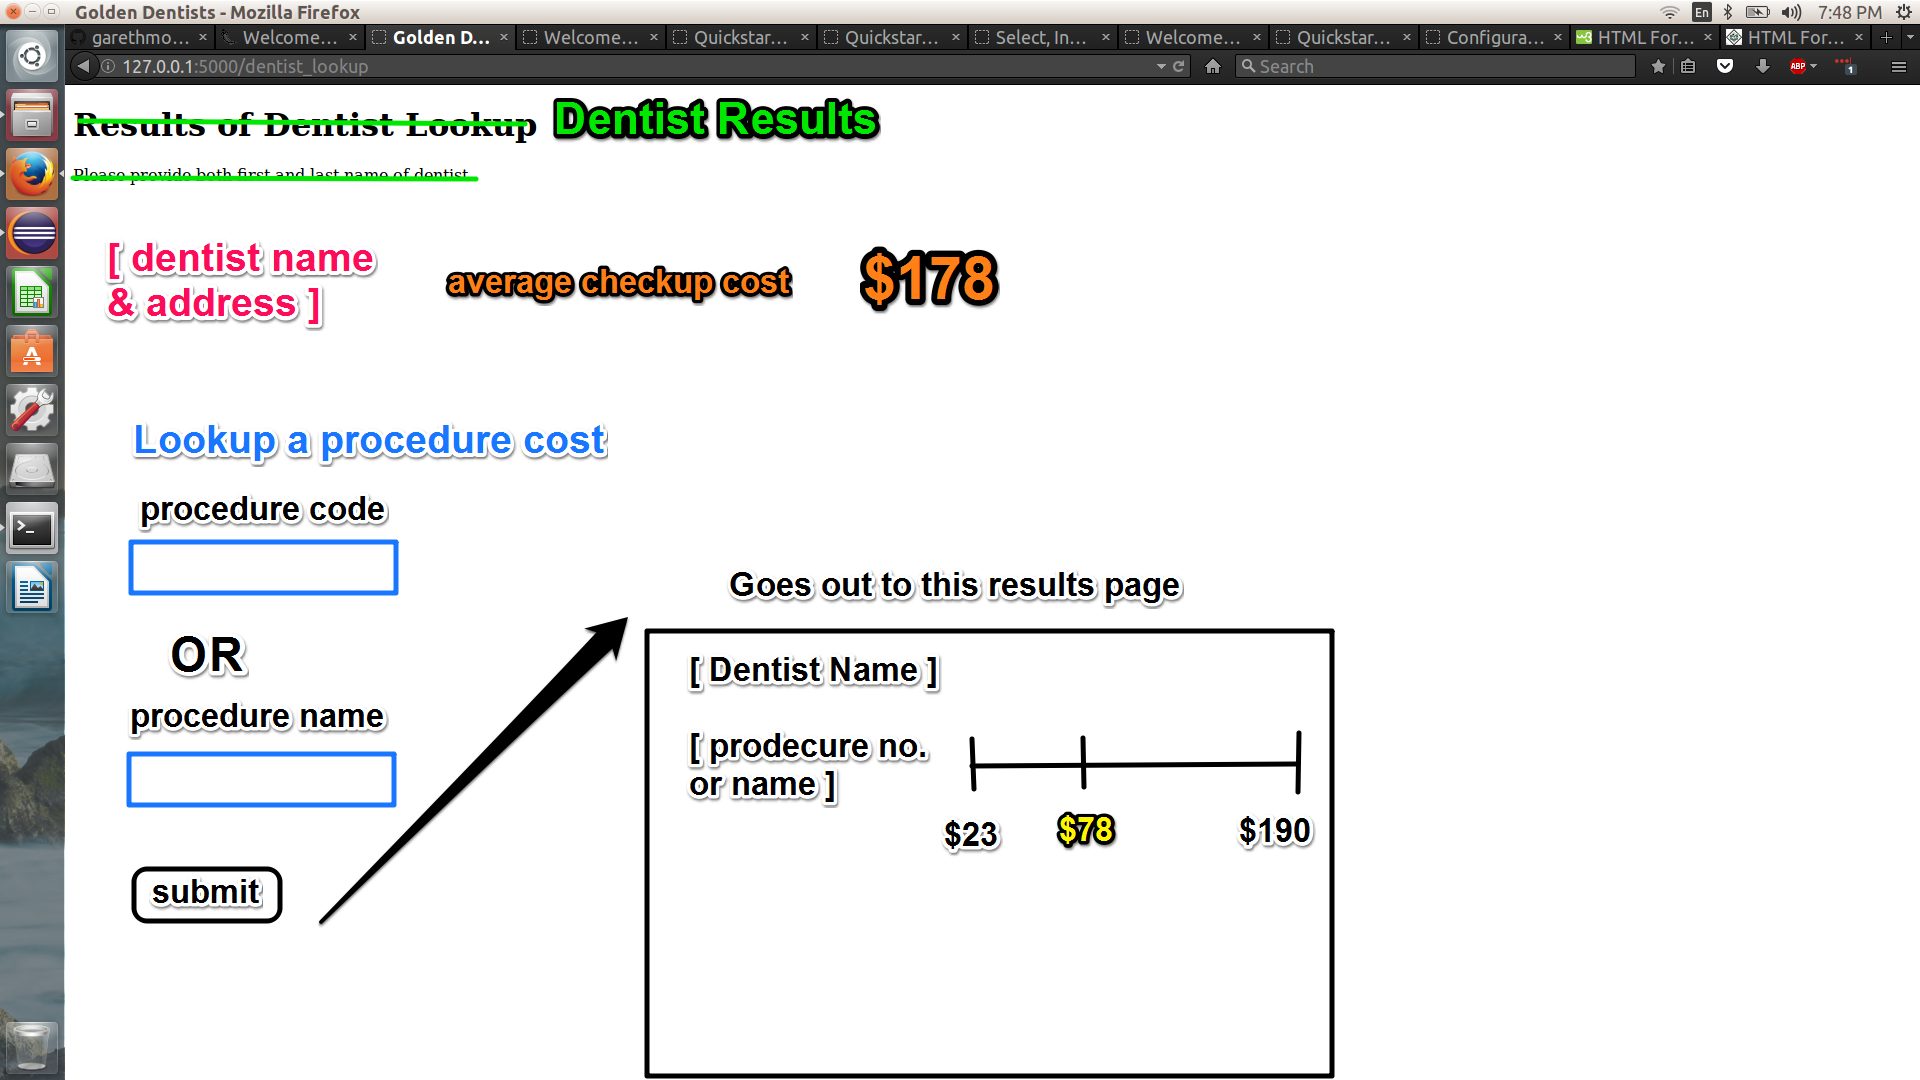 Golden Dentists - Mozilla Firefox
En
7:48 PM
garethmo...
Welcome...
Golden D...
Welcome...
Quickstar...
Quickstar...
Select, In...
Welcome...
Quickstar...
Configura...
HTML For...
HTML For...
127.0.0.1:5000/dentist_lookup
Search
ABP
1
Results of Dentist Lookup
Dentist Results
Please provide both first and last name of dentist
[ dentist name
& address ]
average checkup cost
$178
Lookup a procedure cost
procedure code
OR
procedure name
submit
Goes out to this results page
[ Dentist Name ]
[ prodecure no.
or name ]
$23
$78
$190